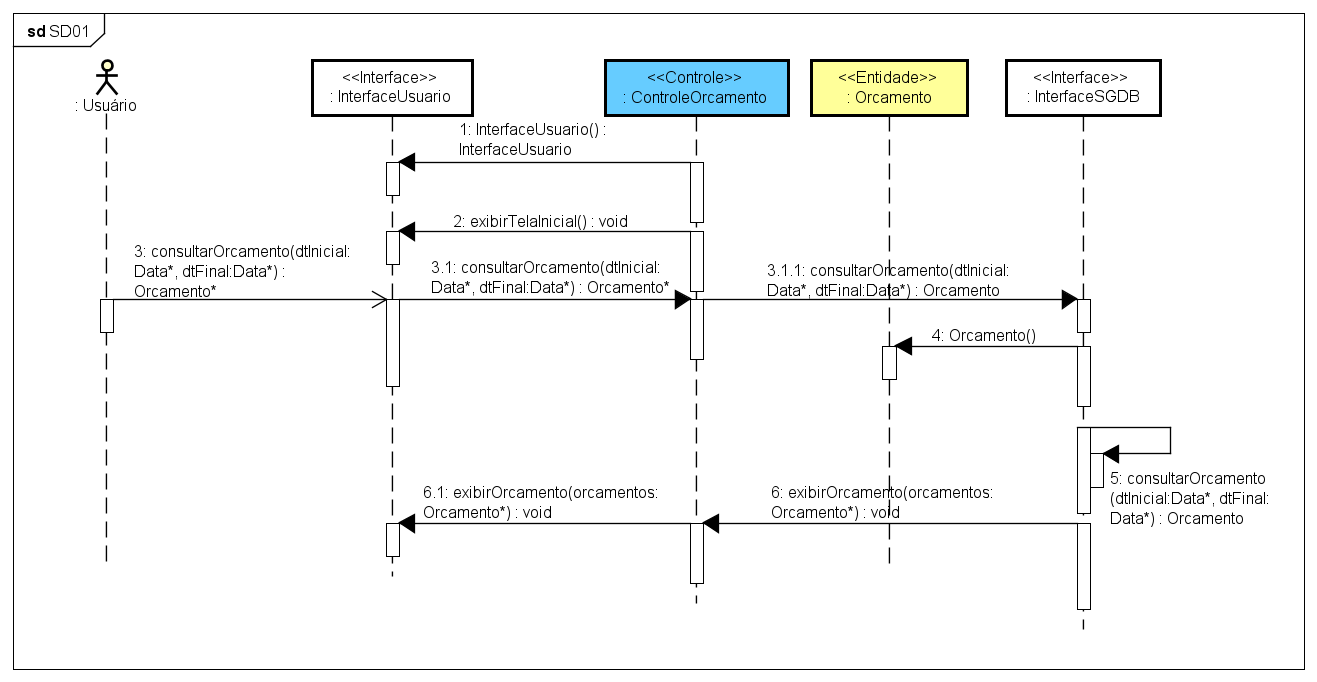 sd SD01
: Usuário
<<Interface>>
: InterfaceUsuario
<<Controle>>
: ControleOrcamento
<<Entidade>>
: Orcamento
<<Interface>>
: InterfaceSGDB
1: InterfaceUsuario() :
InterfaceUsuario
2: exibirTelaInicial() : void
3: consultarOrcamento(dtInicial:
Data*, dtFinal:Data*) :
Orcamento*
3.1: consultarOrcamento(dtInicial:
Data*, dtFinal:Data*) : Orcamento*
3.1.1: consultarOrcamento(dtInicial:
Data*, dtFinal:Data*) : Orcamento
4: Orcamento()
5: consultarOrcamento
(dtInicial:Data*, dtFinal:
Data*) : Orcamento
6: exibirOrcamento(orcamentos:
Orcamento*) : void
6.1: exibirOrcamento(orcamentos:
Orcamento*) : void